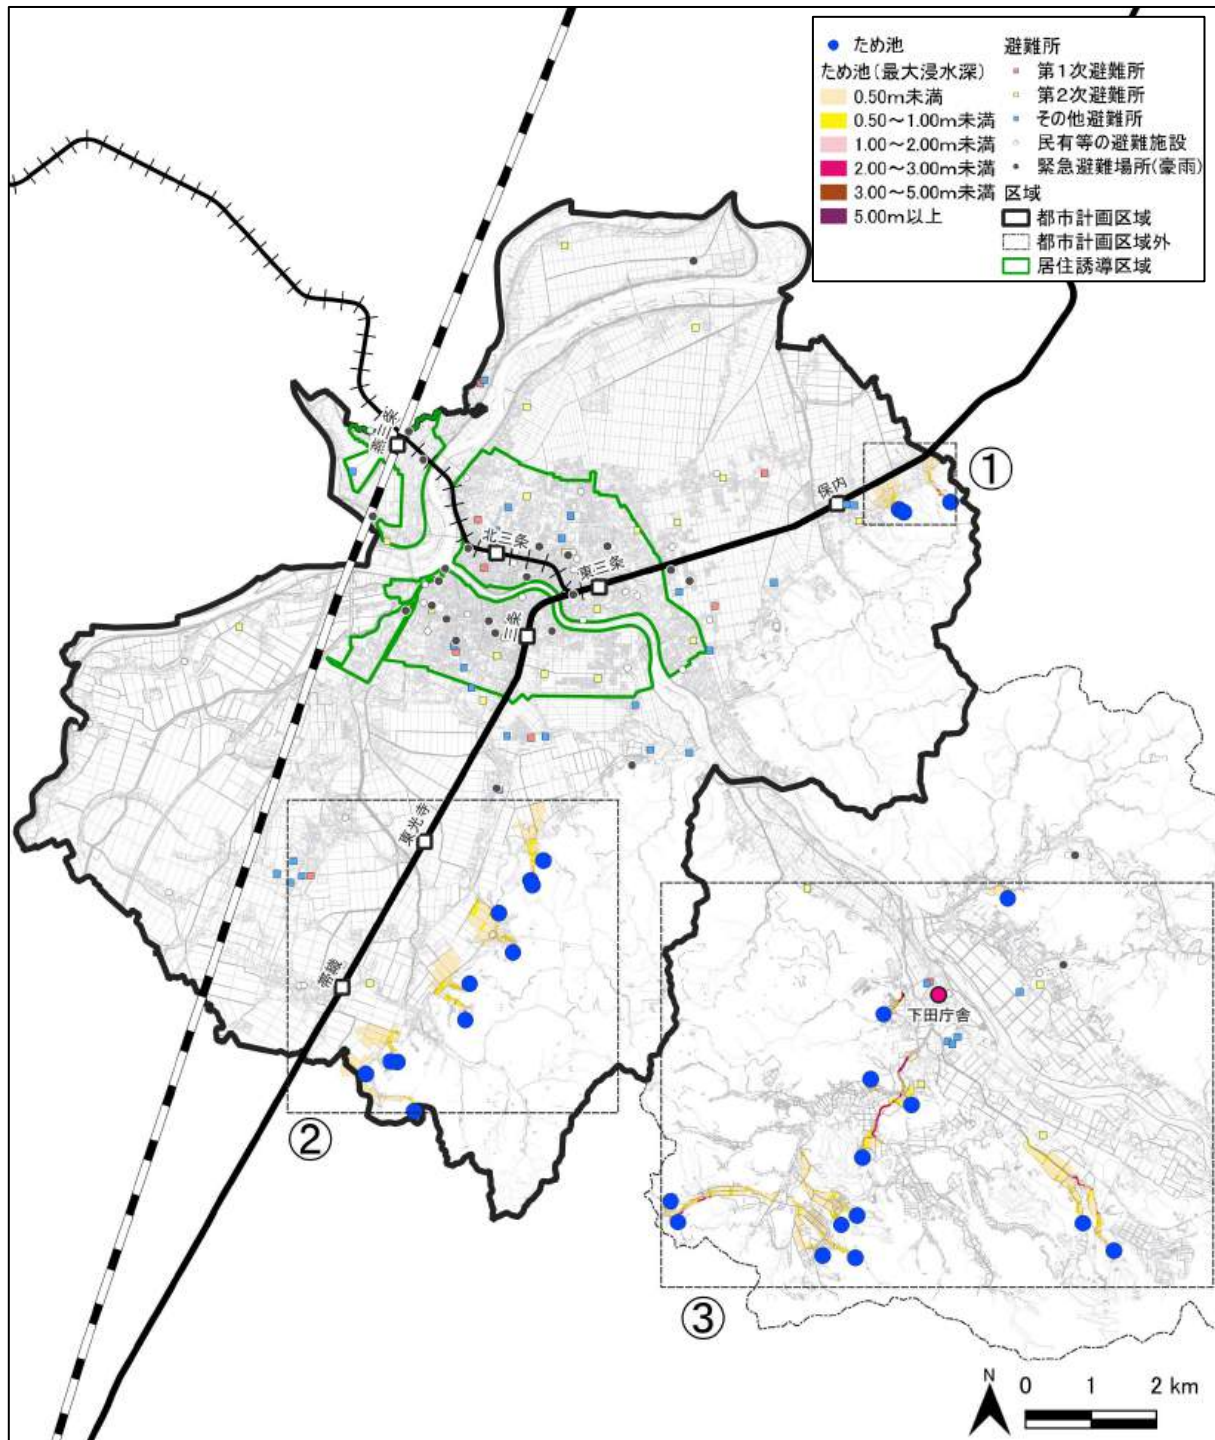 ため池
ため池(最大浸水深)
0.50m未満
0.50～1.00m未満
1.00～2.00m未満
2.00～3.00m未満
3.00～5.00m未満
5.00m以上
避難所
第1次避難所
第2次避難所
その他避難所
民有等の避難施設
緊急避難場所(豪雨)
区域
都市計画区域
都市計画区域外
居住誘導区域
燕三条
①
保内
北三条
東三条
三条
東光寺
帯織
下田庁舎
②
③
N
0 1 2 km